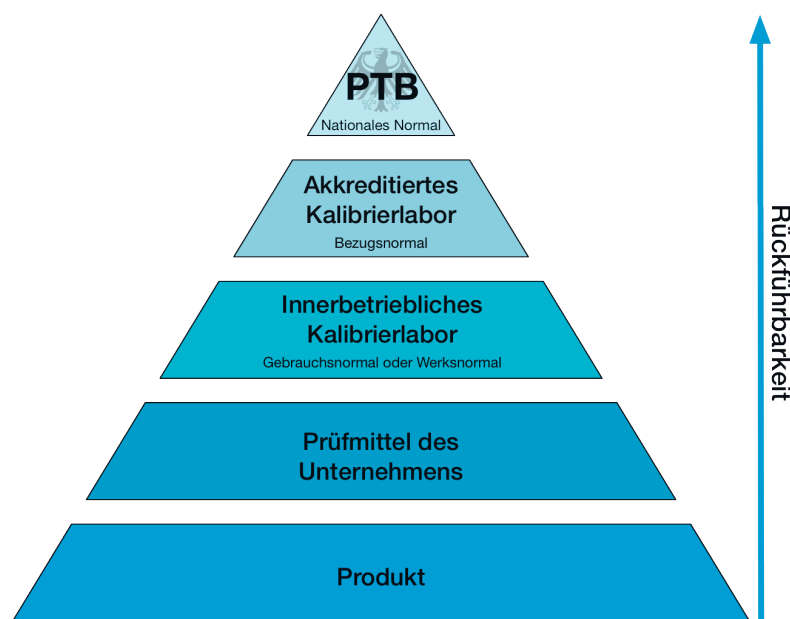 PTB
Nationales Normal
Akkreditiertes
Kalibrierlabor
Bezugsnormal
Innerbetriebliches
Kalibrierlabor
Gebrauchsnormal oder Werksnormal
Prüfmittel des
Unternehmens
Produkt
Rückführbarkeit